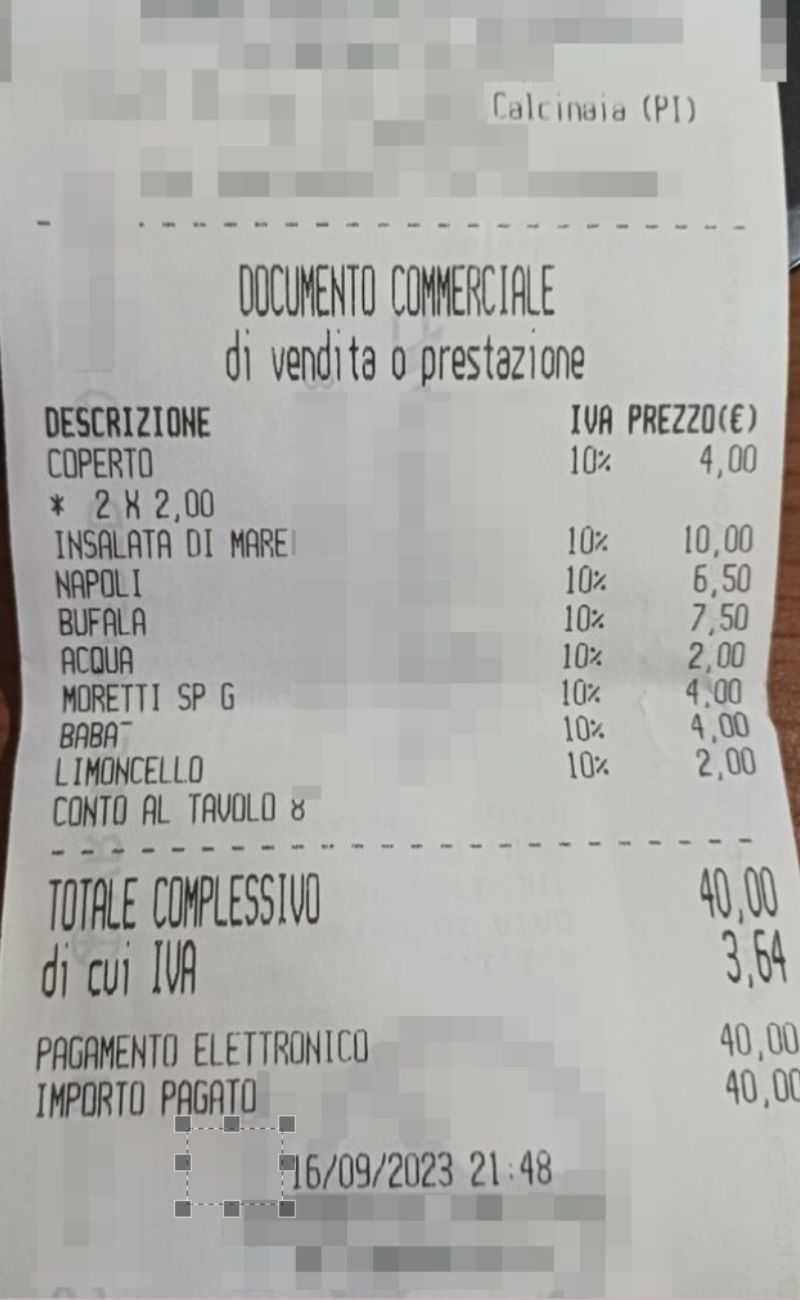 Calcinaia (PI)
DOCUMENTO COMMERCIALE
di vendita o prestazione
DESCRIZIONE IVA PREZZO(€)
COPERTO 10% 4,00
* 2 X 2,00
INSALATA DI MARE 10% 10,00
NAPOLI 10% 6,50
BUFALA 10% 7,50
ACQUA 10% 2,00
MORETTI SP G 10% 4,00
BABA¯ 10% 4,00
LIMONCELLO 10% 2,00
CONTO AL TAVOLO 8
TOTALE COMPLESSIVO 40,00
di cui IVA 3,64
PAGAMENTO ELETTRONICO 40,00
IMPORTO PAGATO 40,00
16/09/2023 21:48